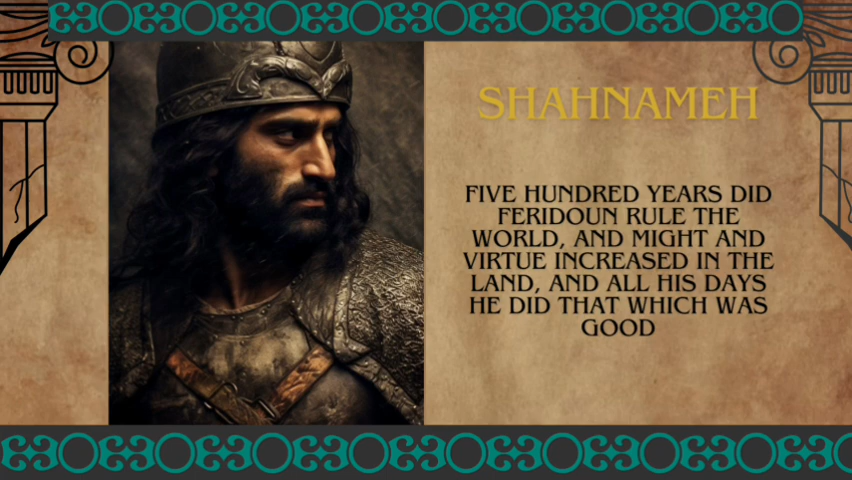 SHAHNAMEH
FIVE HUNDRED YEARS DID
FERIDOUN RULE THE
WORLD, AND MIGHT AND
VIRTUE INCREASED IN THE
LAND, AND ALL HIS DAYS
HE DID THAT WHICH WAS
GOOD